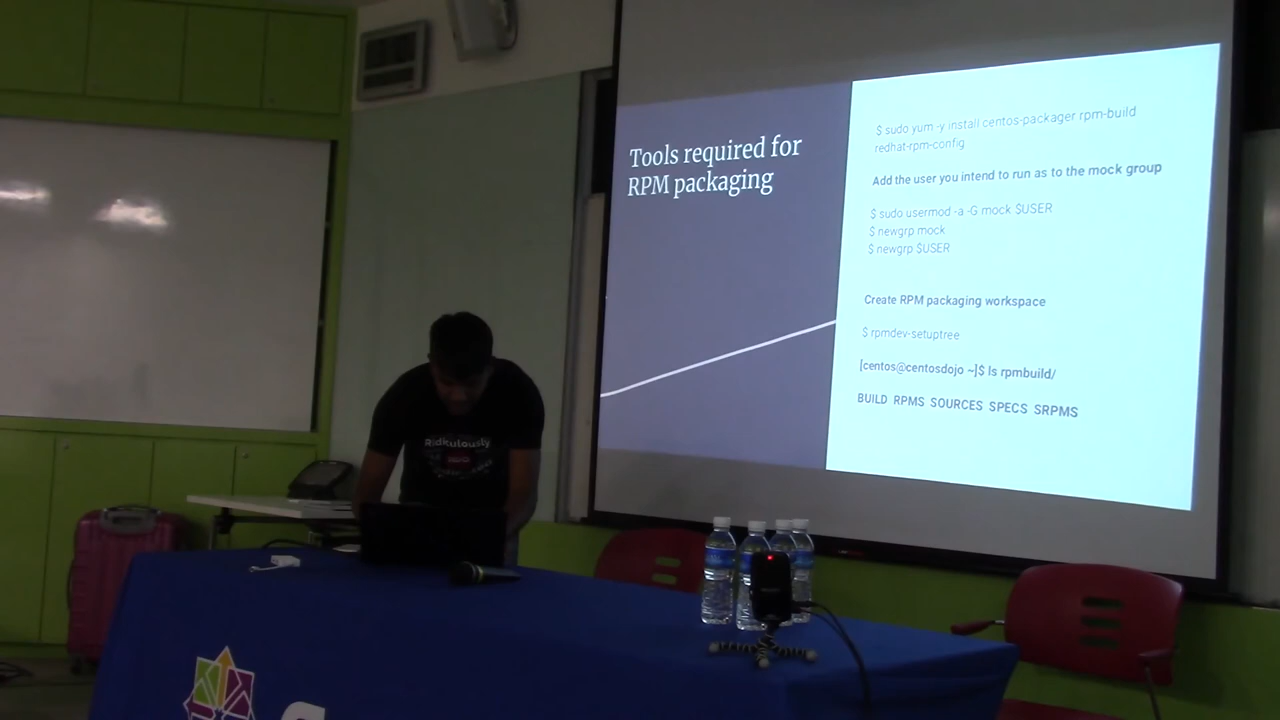 Tools required for
RPM packaging
$ sudo yum -y install centos-packager rpm-build
redhat-rpm-config
Add the user you intend to run as to the mock group
$ sudo usermod -a -G mock $USER
$ newgrp mock
$ newgrp $USER
Create RPM packaging workspace
$ rpmdev-setuptree
[centos@centosdojo ~]$ ls rpmbuild/
BUILD RPMS SOURCES SPECS SRPMS
Ridiculously